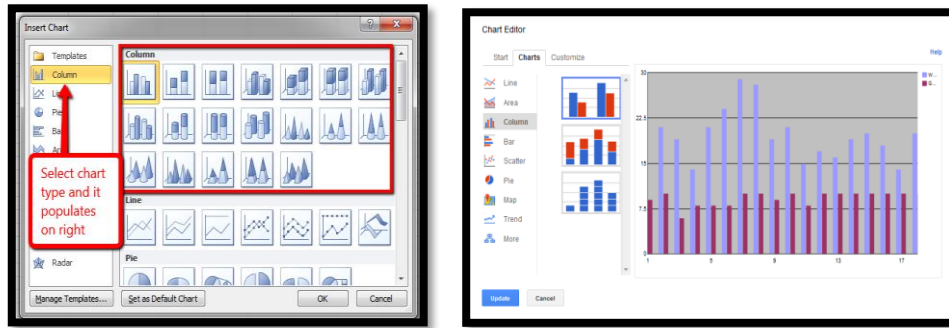 Insert Chart
Templates
Column
Column
Pie
Select chart
type and it
populates
on right
Line
Radar
Pie
Manage Templates...
Set as Default Chart
OK
Cancel
Chart Editor
Start
Charts
Customize
Help
Line
Area
Column
Bar
Scatter
Pie
Map
Trend
More
30
22.5
15
7.5
0
1
5
9
13
17
W...
G...
Update
Cancel